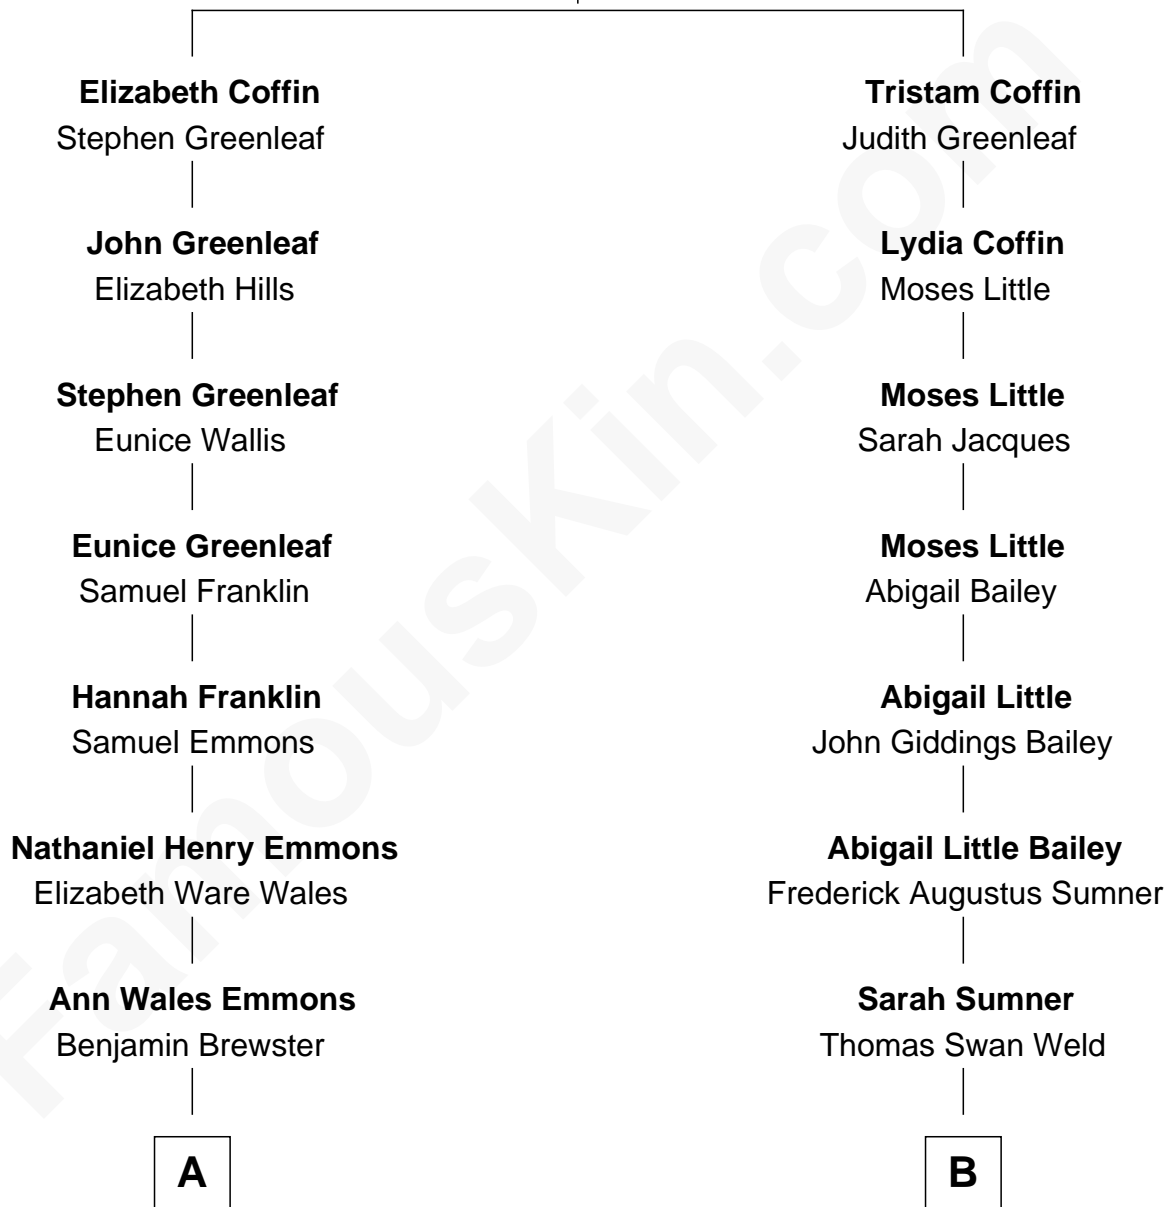 Elizabeth Coffin
Stephen Greenleaf
John Greenleaf
Elizabeth Hills
Stephen Greenleaf
Eunice Wallis
Eunice Greenleaf
Samuel Franklin
Hannah Franklin
Samuel Emmons
Nathaniel Henry Emmons
Elizabeth Ware Wales
Ann Wales Emmons
Benjamin Brewster
A
Tristam Coffin
Judith Greenleaf
Lydia Coffin
Moses Little
Moses Little
Sarah Jacques
Moses Little
Abigail Bailey
Abigail Little
John Giddings Bailey
Abigail Little Bailey
Frederick Augustus Sumner
Sarah Sumner
Thomas Swan Weld
B
FamousKin.com